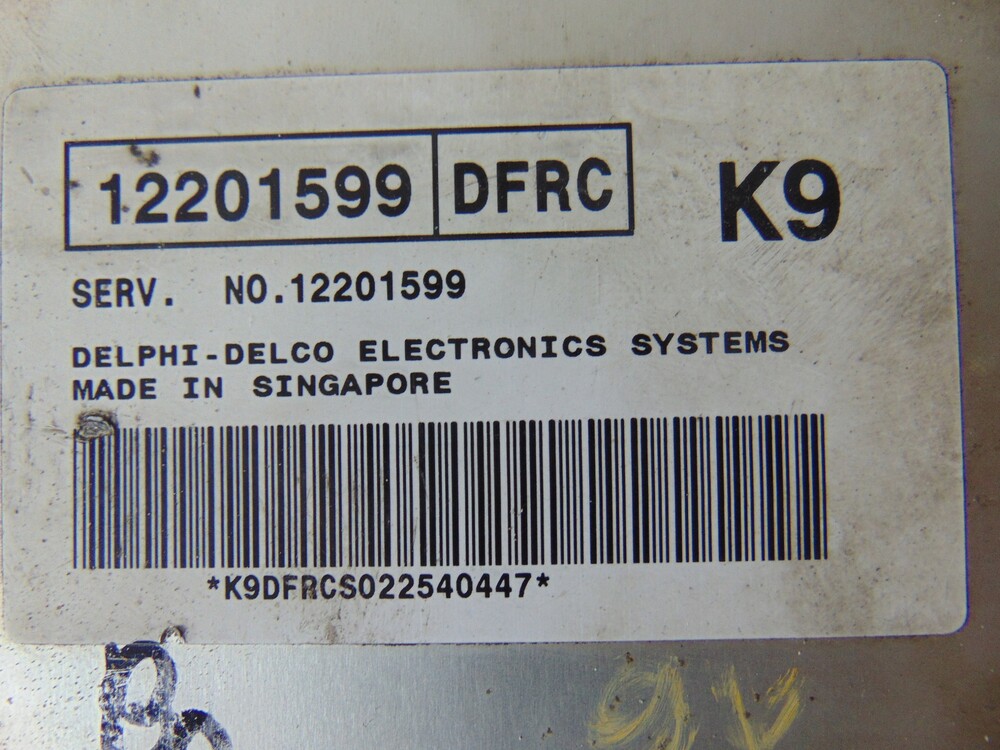 12201599 DFRC K9
SERV. NO.12201599
DELPHI-DELCO ELECTRONICS SYSTEMS
MADE IN SINGAPORE
*K9DFRCS022540447*